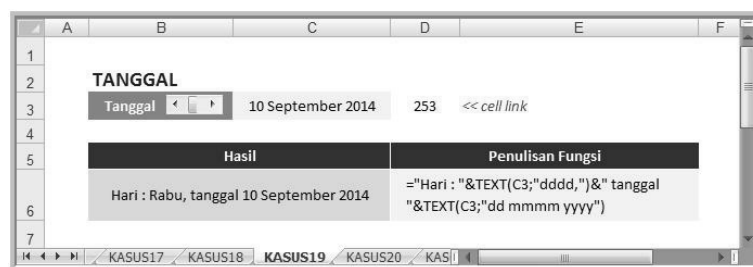 A B C D E F
1
2 TANGGAL
3 Tanggal 10 September 2014 253 << cell link
4
5 Hasil Penulisan Fungsi
6 Hari : Rabu, tanggal 10 September 2014 ="Hari : "&TEXT(C3;"dddd,")&" tanggal
"&TEXT(C3;"dd mmmm yyyy")
7
KASUS17 KASUS18 KASUS19 KASUS20 KAS